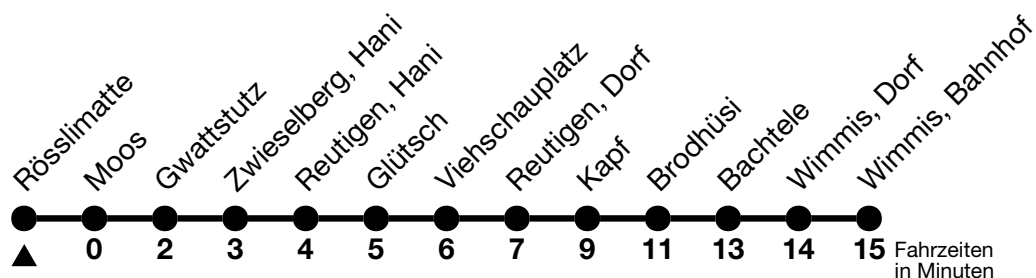 Rösslimatte
Moos
Gwattstutz
Zwieselberg, Hani
Reutigen, Hani
Glütsch
Viehschauplatz
Reutigen, Dorf
Kapf
Brodhüsi
Bachtele
Wimmis, Dorf
Wimmis, Bahnhof
0 2 3 4 5 6 7 9 11 13 14 15 Fahrzeiten
in Minuten